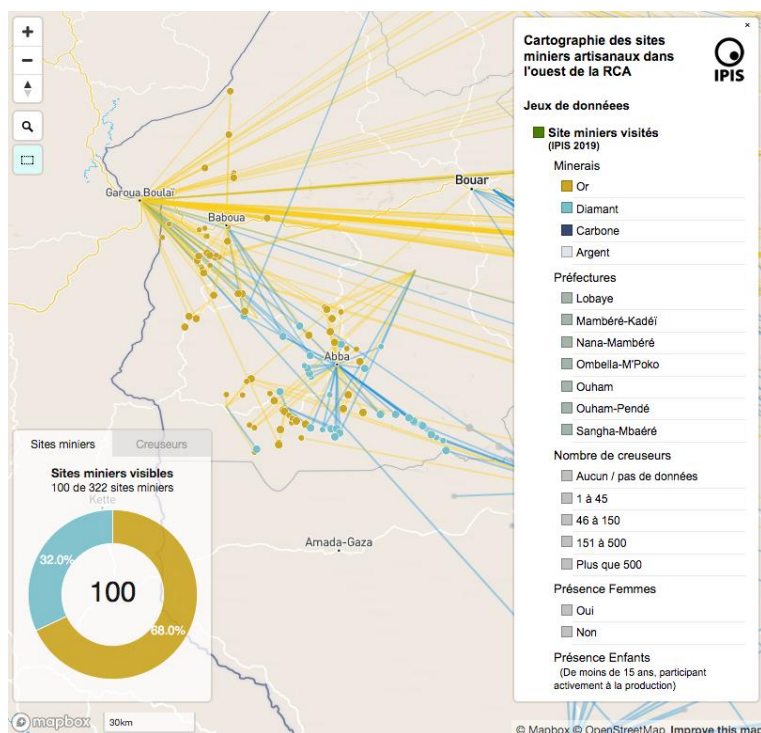 Cartographie des sites
miniers artisanaux dans
l'ouest de la RCA
IPIS
×
Jeux de donnéees
Site miniers visités
(IPIS 2019)
Minerais
Or
Diamant
Carbone
Argent
Préfectures
Lobaye
Mambéré-Kadéï
Nana-Mambéré
Ombella-M'Poko
Ouham
Ouham-Pendé
Sangha-Mbaéré
Nombre de creuseurs
Aucun / pas de données
1 à 45
46 à 150
151 à 500
Plus que 500
Présence Femmes
Oui
Non
Présence Enfants
(De moins de 15 ans, participant
activement à la production)
Garoua Boulaï
Bouar
Baboua
Abba
Amada-Gaza
Sites miniers
Creuseurs
Sites miniers visibles
100 de 322 sites miniers
Kette
32.0%
100
68.0%
mapbox
30km
© Mapbox © OpenStreetMap Improve this map